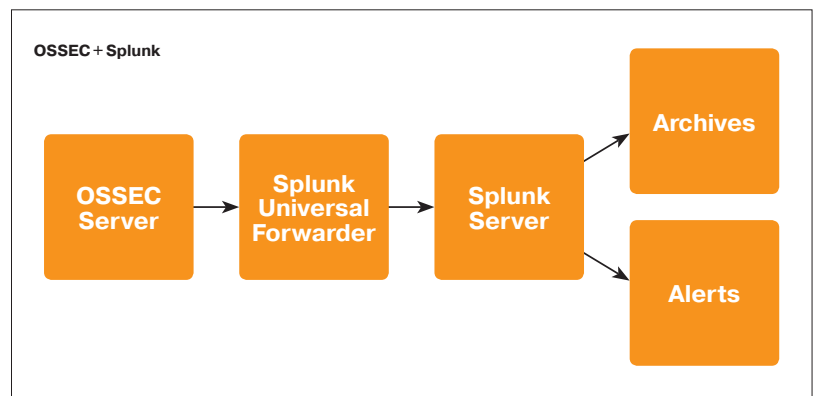 OSSEC+Splunk
OSSEC
Server
Splunk
Universal
Forwarder
Splunk
Server
Archives
Alerts